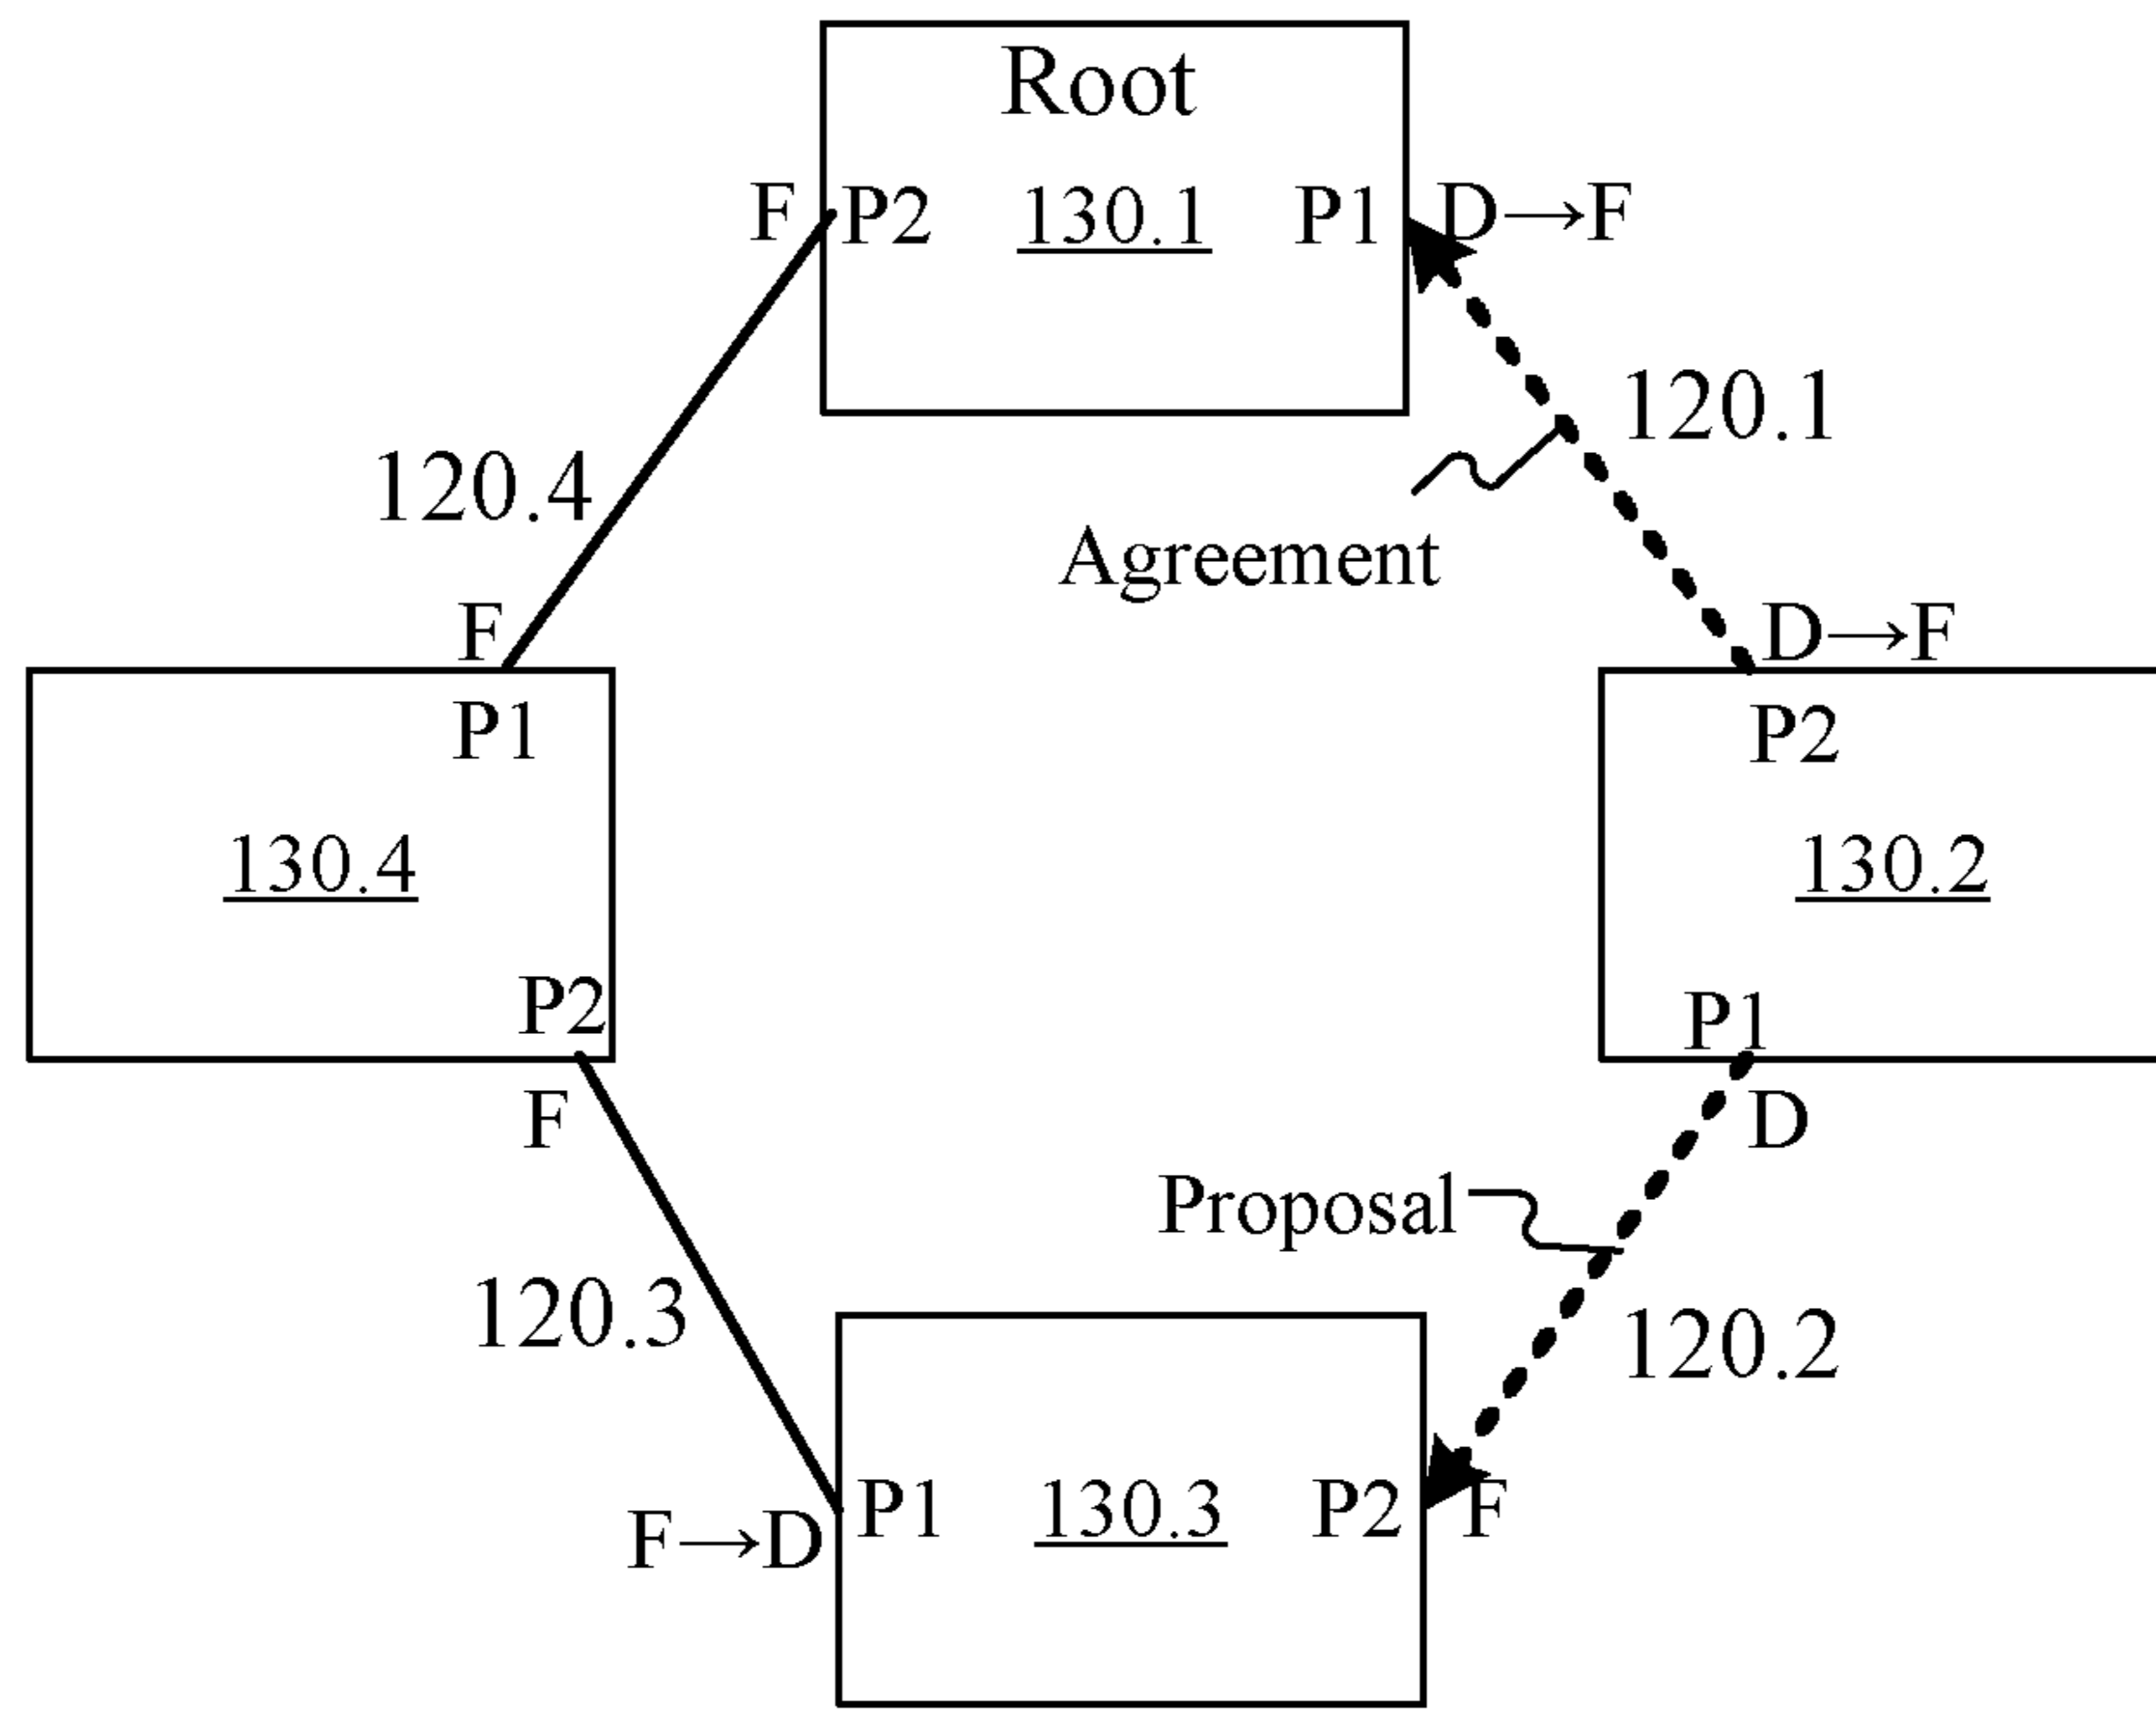 Root
F P2 130.1 P1 D→F
120.1
120.4
Agreement
F
D→F
P1
P2
130.4
130.2
P2
P1
F
D
Proposal
120.3
120.2
P1 130.3 P2 F
F→D